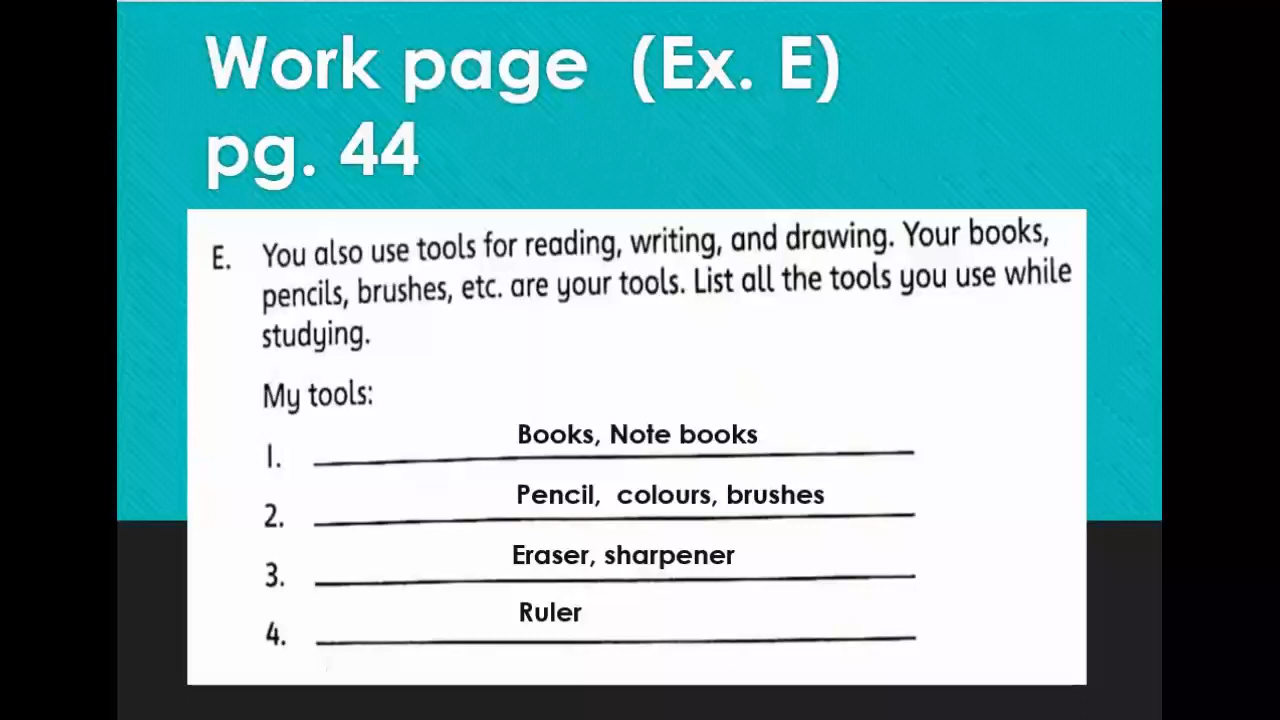 Work page (Ex. E)
pg. 44
E. You also use tools for reading, writing, and drawing. Your books,
pencils, brushes, etc. are your tools. List all the tools you use while
studying.
My tools:
1. Books, Note books
2. Pencil, colours, brushes
3. Eraser, sharpener
4. Ruler